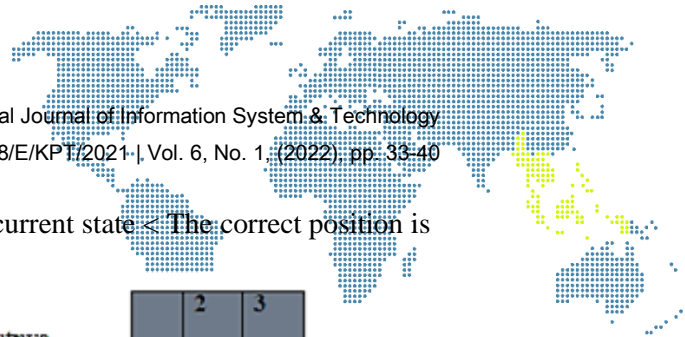 al Journal of Information System & Technology
8/E/KPT/2021 | Vol. 6, No. 1, (2022), pp. 33-40
current state < The correct position is
2 3